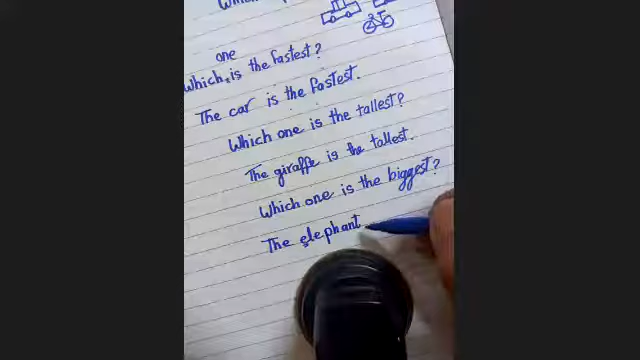 one
Which is the fastest?
The car is the fastest.
Which one is the tallest?
The giraffe is the tallest.
Which one is the biggest?
The elephant